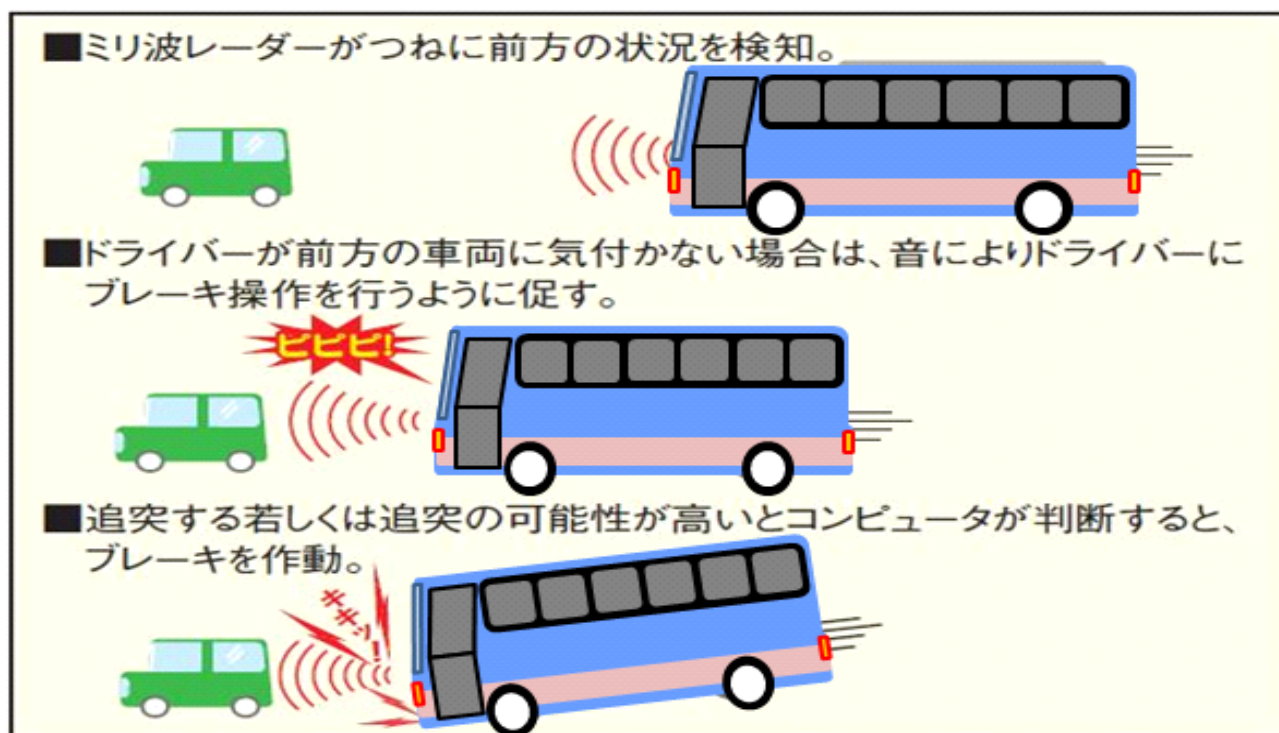 ■ミリ波レーダーがつねに前方の状況を検知。
■ドライバーが前方の車両に気付かない場合は、音によりドライバーに
ブレーキ操作を行うように促す。
ピピピ!
■追突する若しくは追突の可能性が高いとコンピュータが判断すると、
ブレーキを作動。
キキッー!